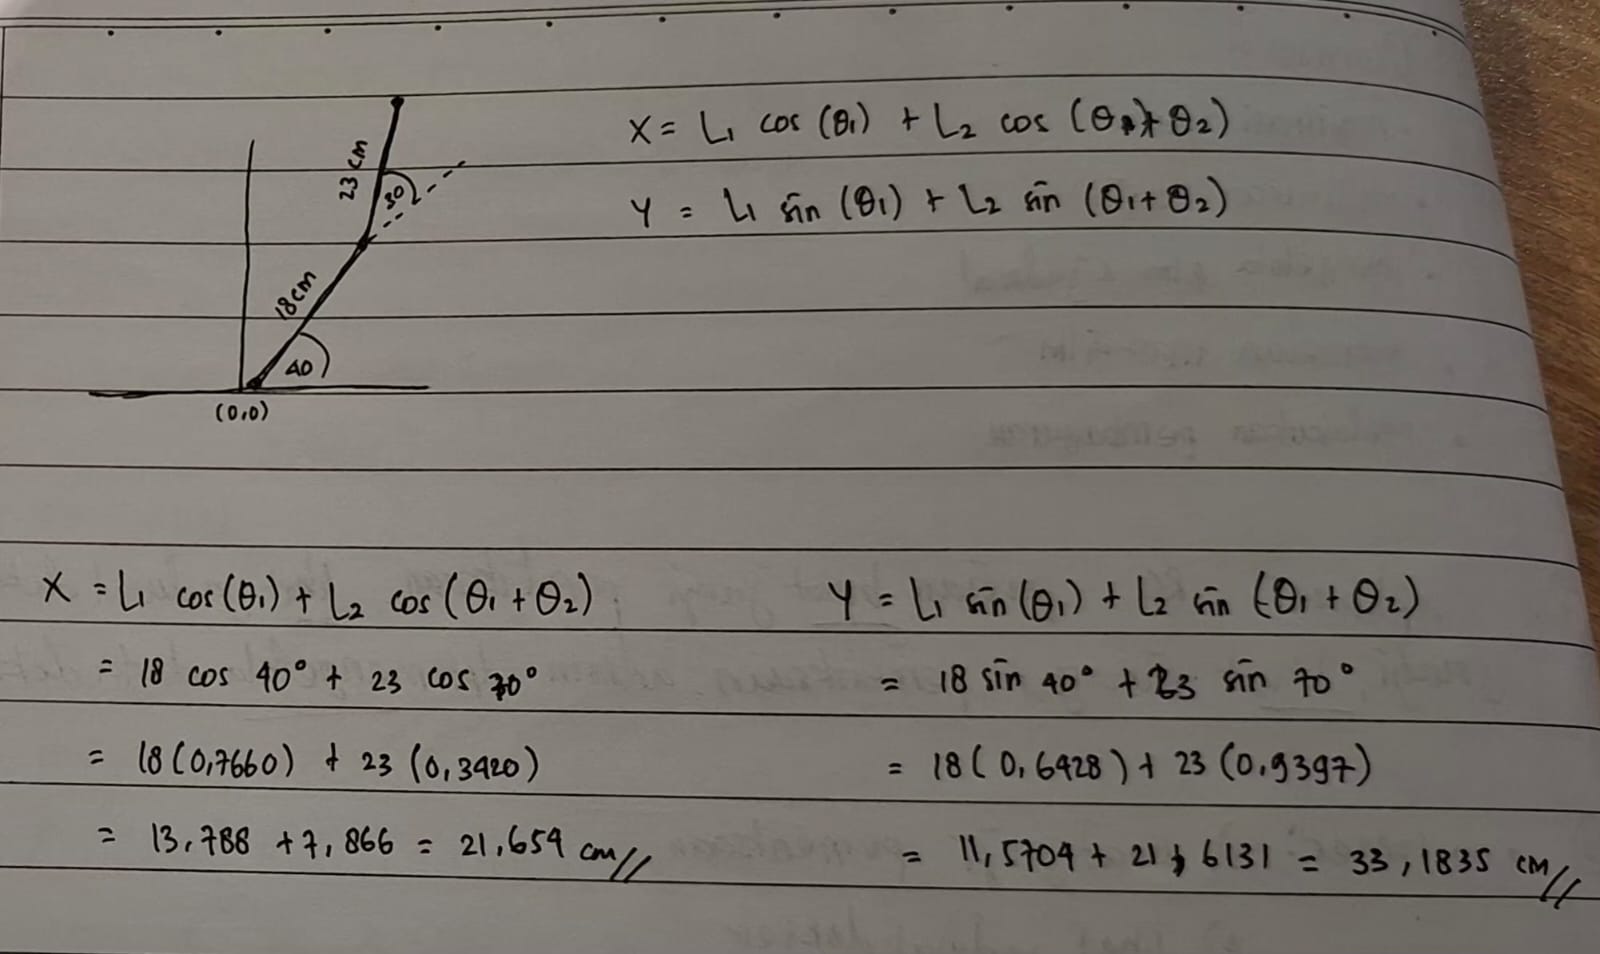 X = L1 cos (θ1) + L2 cos (θ1+ θ2)
Y = L1 sin (θ1) + L2 sin (θ1+ θ2)
23 cm
30
18cm
40
(0,0)
X = L1 cos(θ1) + L2 cos (θ1 + θ2)
= 18 cos 40° + 23 cos 70°
= 18(0,7660) + 23 (0,3420)
= 13,788 + 7,866 = 21,654 cm//
Y = L1 sin (θ1) + L2 sin (θ1 + θ2)
= 18 sin 40° + 23 sin 70°
= 18( 0,6428) + 23 (0,9397)
= 11,5704 + 21,6131 = 33,1835 cm//